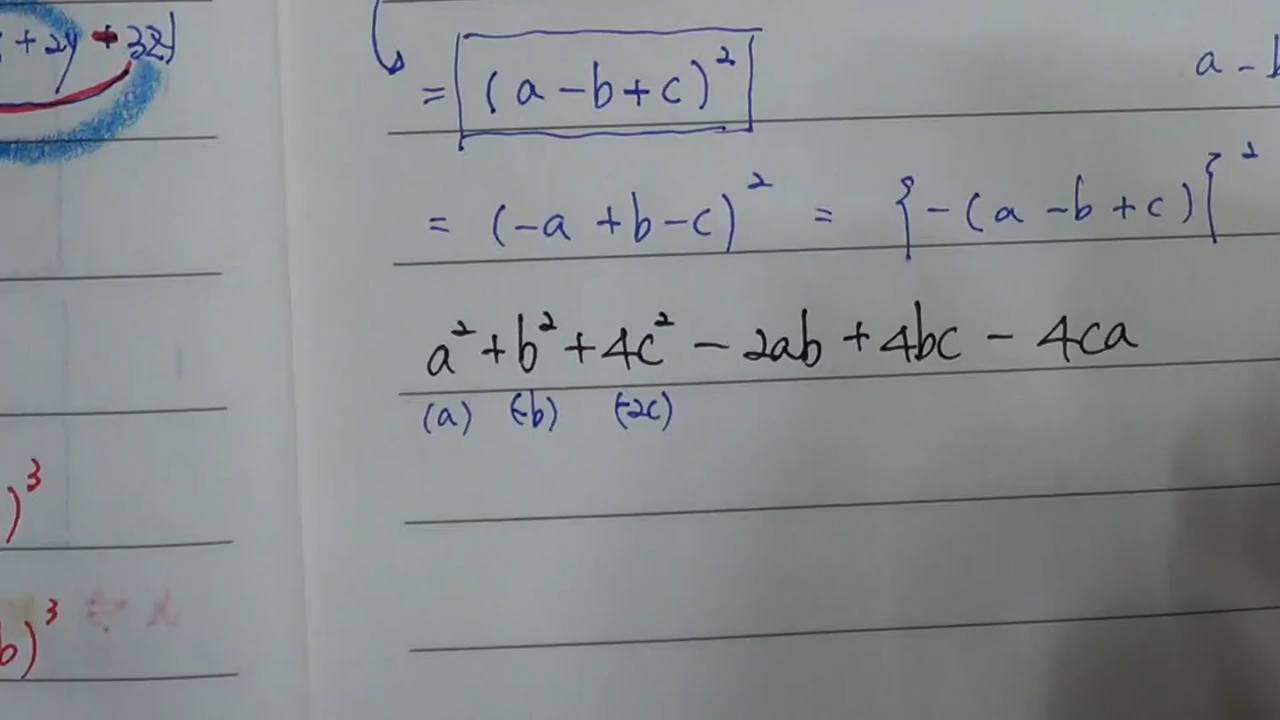 + 2y + 3z)
= (a - b + c)²
a - b
= (-a + b - c)² = {-(a - b + c)}²
a² + b² + 4c² - 2ab + 4bc - 4ca
(a) (-b) (-2c)
)³
b)³